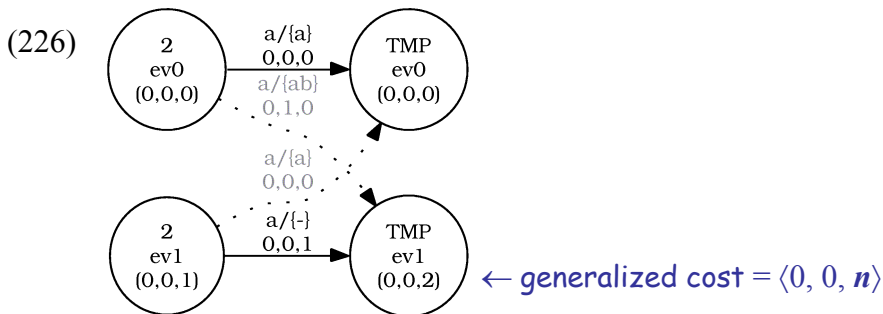 (226)
2
ev0
(0,0,0)
a/{a}
0,0,0
TMP
ev0
(0,0,0)
a/{ab}
0,1,0
a/{a}
0,0,0
2
ev1
(0,0,1)
a/{-}
0,0,1
TMP
ev1
(0,0,2)
← generalized cost = ⟨0, 0, n⟩